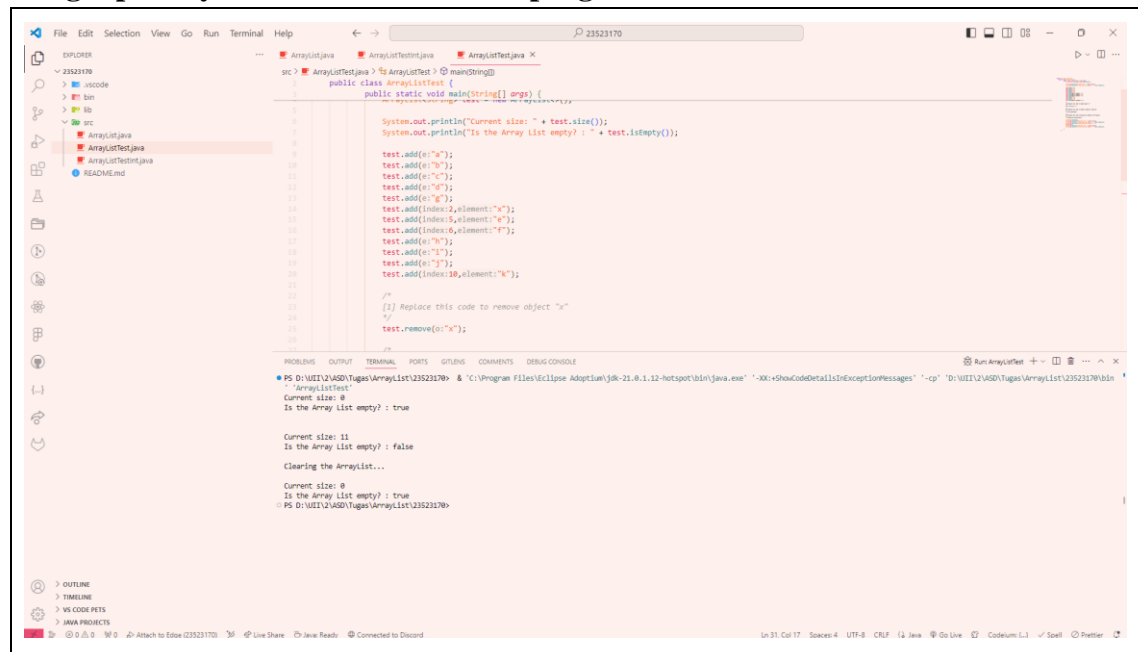 File Edit Selection View Go Run Terminal Help
23523170
EXPLORER
ArrayList.java ArrayListTestInt.java ArrayListTest.java
23523170
.vscode
bin
lib
src
ArrayList.java
ArrayListTest.java
ArrayListTestInt.java
README.md
src > ArrayListTest.java > ArrayListTest > main(String[])
public class ArrayListTest {
public static void main(String[] args) {
ArrayList<String> test = new ArrayList<>();
System.out.println("Current size: " + test.size());
System.out.println("Is the Array List empty? : " + test.isEmpty());
test.add(e:"a");
test.add(e:"b");
test.add(e:"c");
test.add(e:"d");
test.add(e:"g");
test.add(index:2,element:"x");
test.add(index:5,element:"e");
test.add(index:6,element:"f");
test.add(e:"h");
test.add(e:"i");
test.add(e:"j");
test.add(index:10,element:"k");
/*
[1] Replace this code to remove object "x"
*/
test.remove(o:"x");
/*
PROBLEMS OUTPUT TERMINAL PORTS GITLENS COMMENTS DEBUG CONSOLE
Run: ArrayListTest
PS D:\UII\2\ASD\Tugas\ArrayList\23523170> & 'C:\Program Files\Eclipse Adoptium\jdk-21.0.1.12-hotspot\bin\java.exe' '-XX:+ShowCodeDetailsInExceptionMessages' '-cp' 'D:\UII\2\ASD\Tugas\ArrayList\23523170\bin
' 'ArrayListTest'
Current size: 0
Is the Array List empty? : true
Current size: 11
Is the Array List empty? : false
Clearing the ArrayList...
Current size: 0
Is the Array List empty? : true
PS D:\UII\2\ASD\Tugas\ArrayList\23523170>
OUTLINE
TIMELINE
VS CODE PETS
JAVA PROJECTS
0 0 0 Attach to Edge (23523170) Live Share Java: Ready Connected to Discord
Ln 31, Col 17 Spaces: 4 UTF-8 CRLF Java Go Live Codeium: {...} Spell Prettier